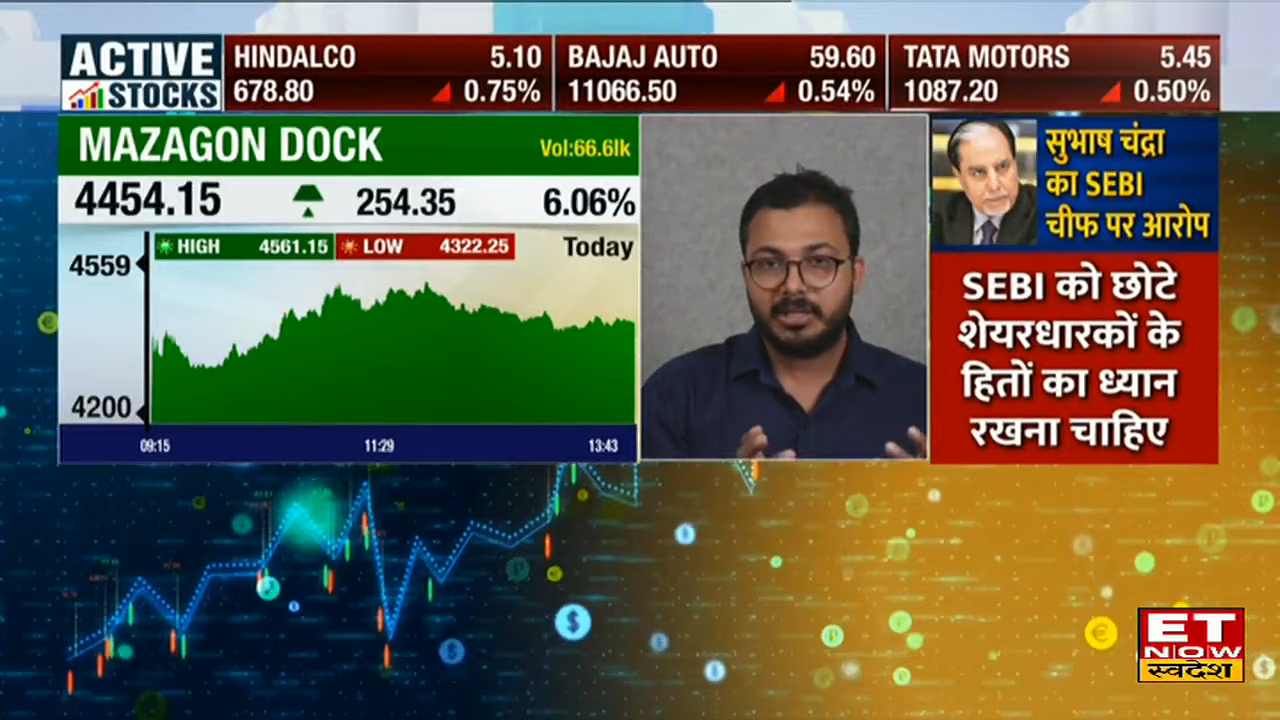 ACTIVE
STOCKS
HINDALCO 5.10
678.80 0.75%
BAJAJ AUTO 59.60
11066.50 0.54%
TATA MOTORS 5.45
1087.20 0.50%
MAZAGON DOCK Vol:66.6lk
4454.15 254.35 6.06%
HIGH 4561.15 LOW 4322.25 Today
4559
4200
09:15 11:29 13:43
सुभाष चंद्रा
का SEBI
चीफ पर आरोप
SEBI को छोटे
शेयरधारकों के
हितों का ध्यान
रखना चाहिए
ET
NOW
स्वदेश